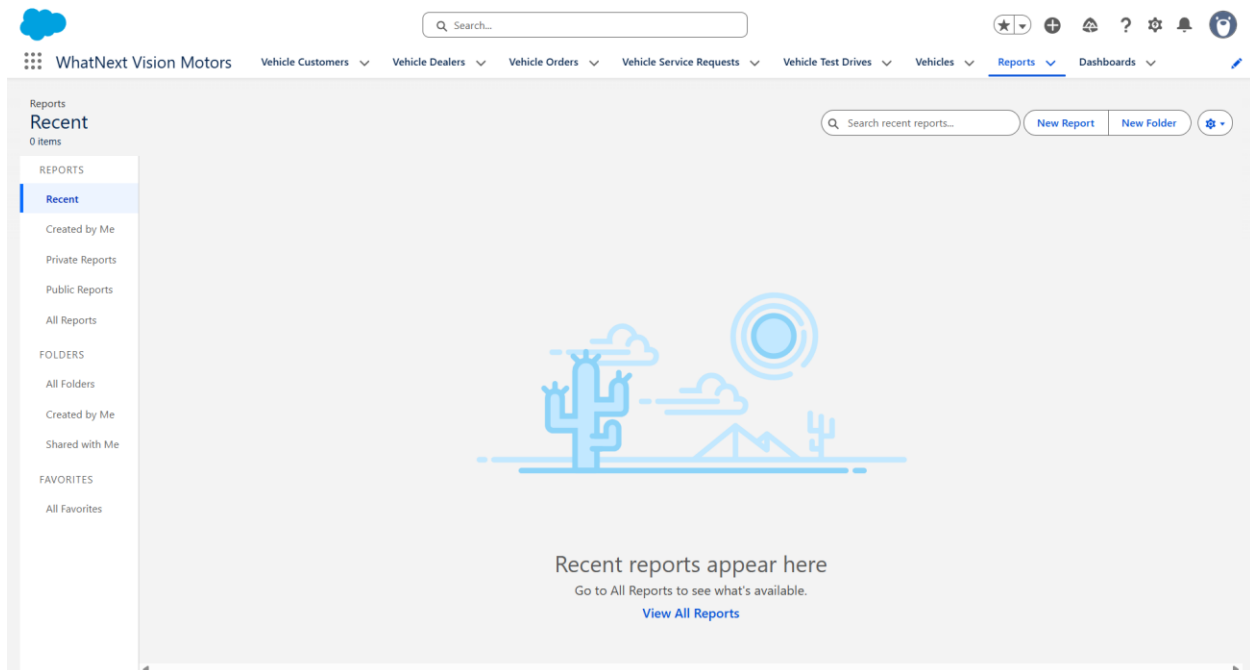 Search...
WhatNext Vision Motors Vehicle Customers Vehicle Dealers Vehicle Orders Vehicle Service Requests Vehicle Test Drives Vehicles Reports Dashboards
Reports
Recent
0 items
Search recent reports... New Report New Folder
REPORTS
Recent
Created by Me
Private Reports
Public Reports
All Reports
FOLDERS
All Folders
Created by Me
Shared with Me
FAVORITES
All Favorites
Recent reports appear here
Go to All Reports to see what's available.
View All Reports